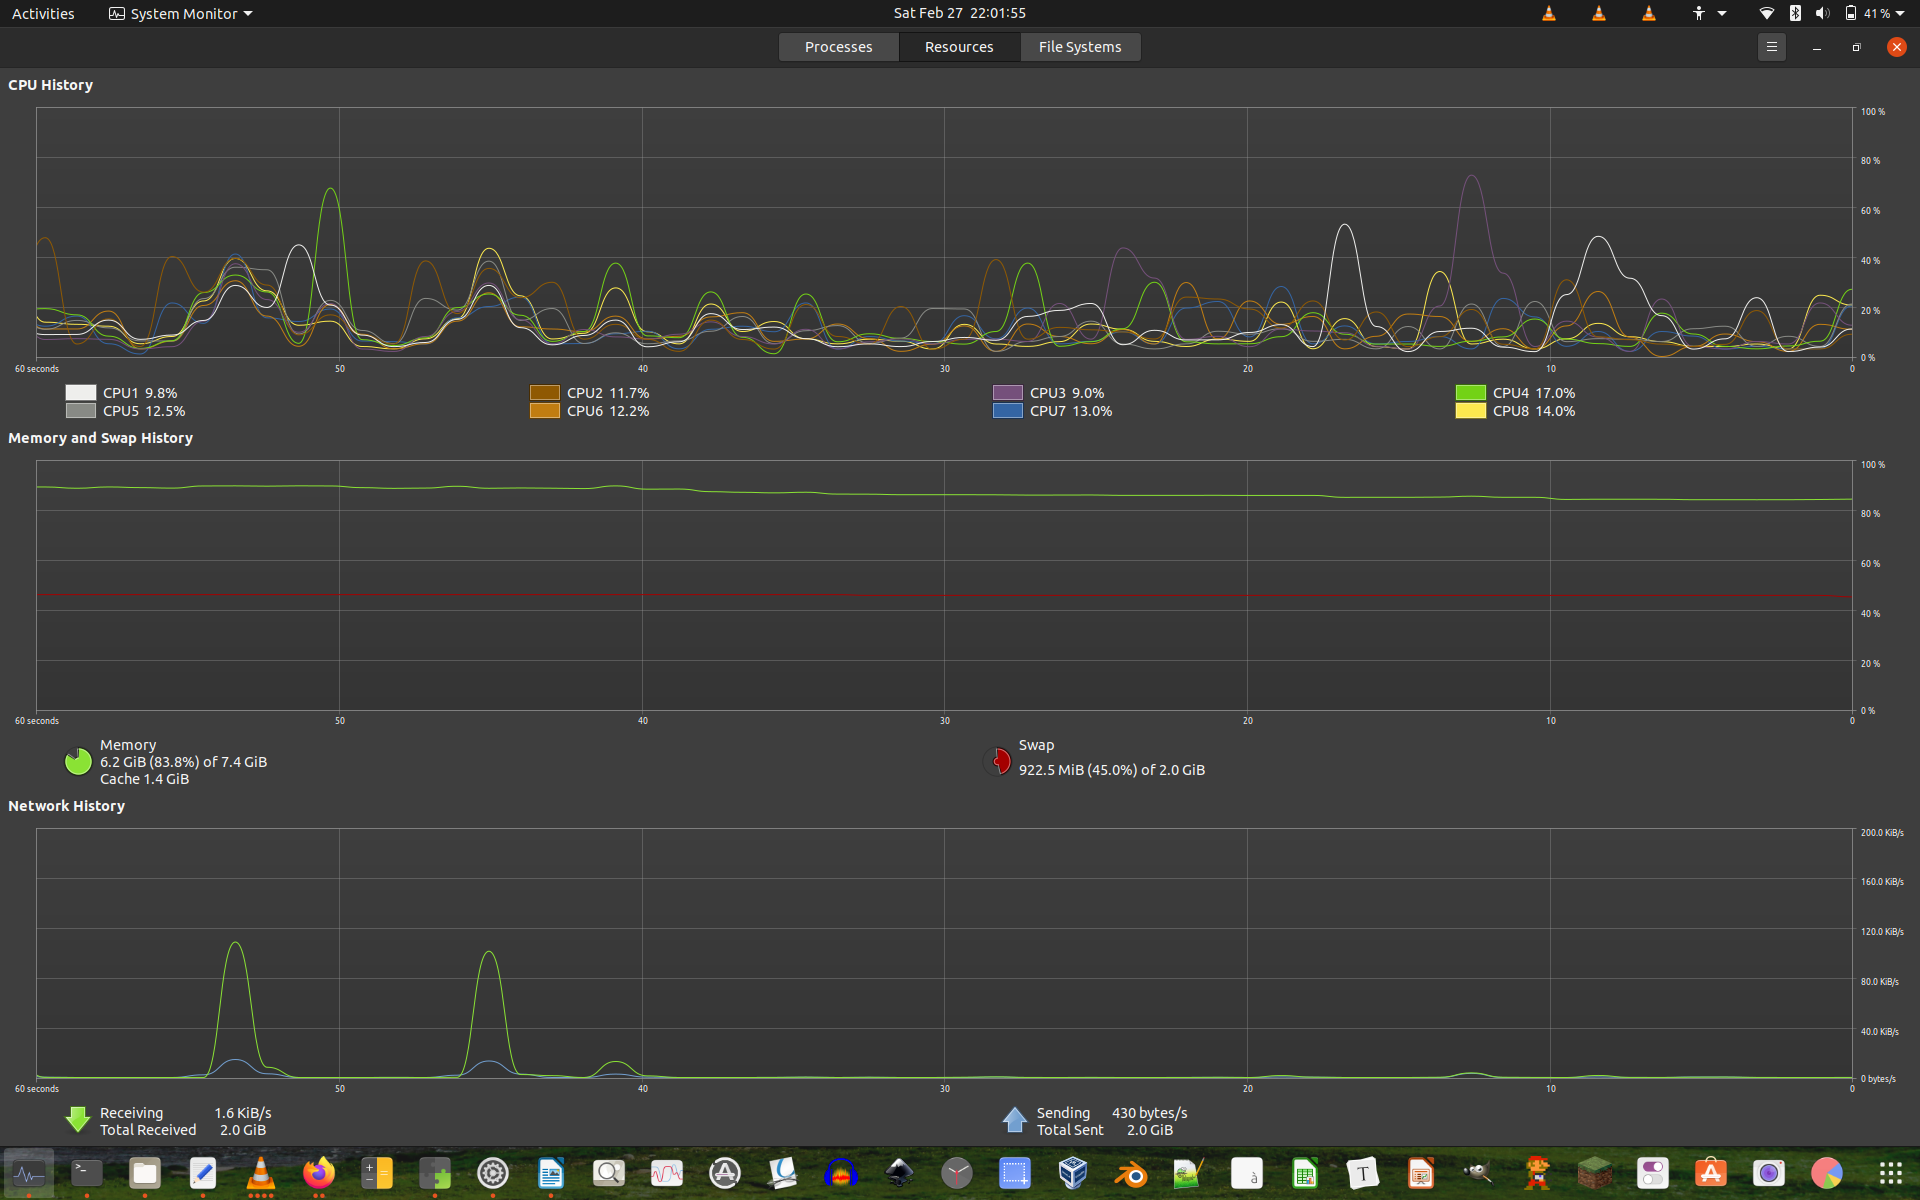 Activities System Monitor Sat Feb 27 22:01:55 41 %
Processes Resources File Systems
CPU History
100 %
80 %
60 %
40 %
20 %
0 %
60 seconds 50 40 30 20 10 0
CPU1 9.8% CPU2 11.7% CPU3 9.0% CPU4 17.0%
CPU5 12.5% CPU6 12.2% CPU7 13.0% CPU8 14.0%
Memory and Swap History
100 %
80 %
60 %
40 %
20 %
0 %
60 seconds 50 40 30 20 10 0
Memory
6.2 GiB (83.8%) of 7.4 GiB
Cache 1.4 GiB
Swap
922.5 MiB (45.0%) of 2.0 GiB
Network History
200.0 KiB/s
160.0 KiB/s
120.0 KiB/s
80.0 KiB/s
40.0 KiB/s
0 bytes/s
60 seconds 50 40 30 20 10 0
Receiving 1.6 KiB/s
Total Received 2.0 GiB
Sending 430 bytes/s
Total Sent 2.0 GiB